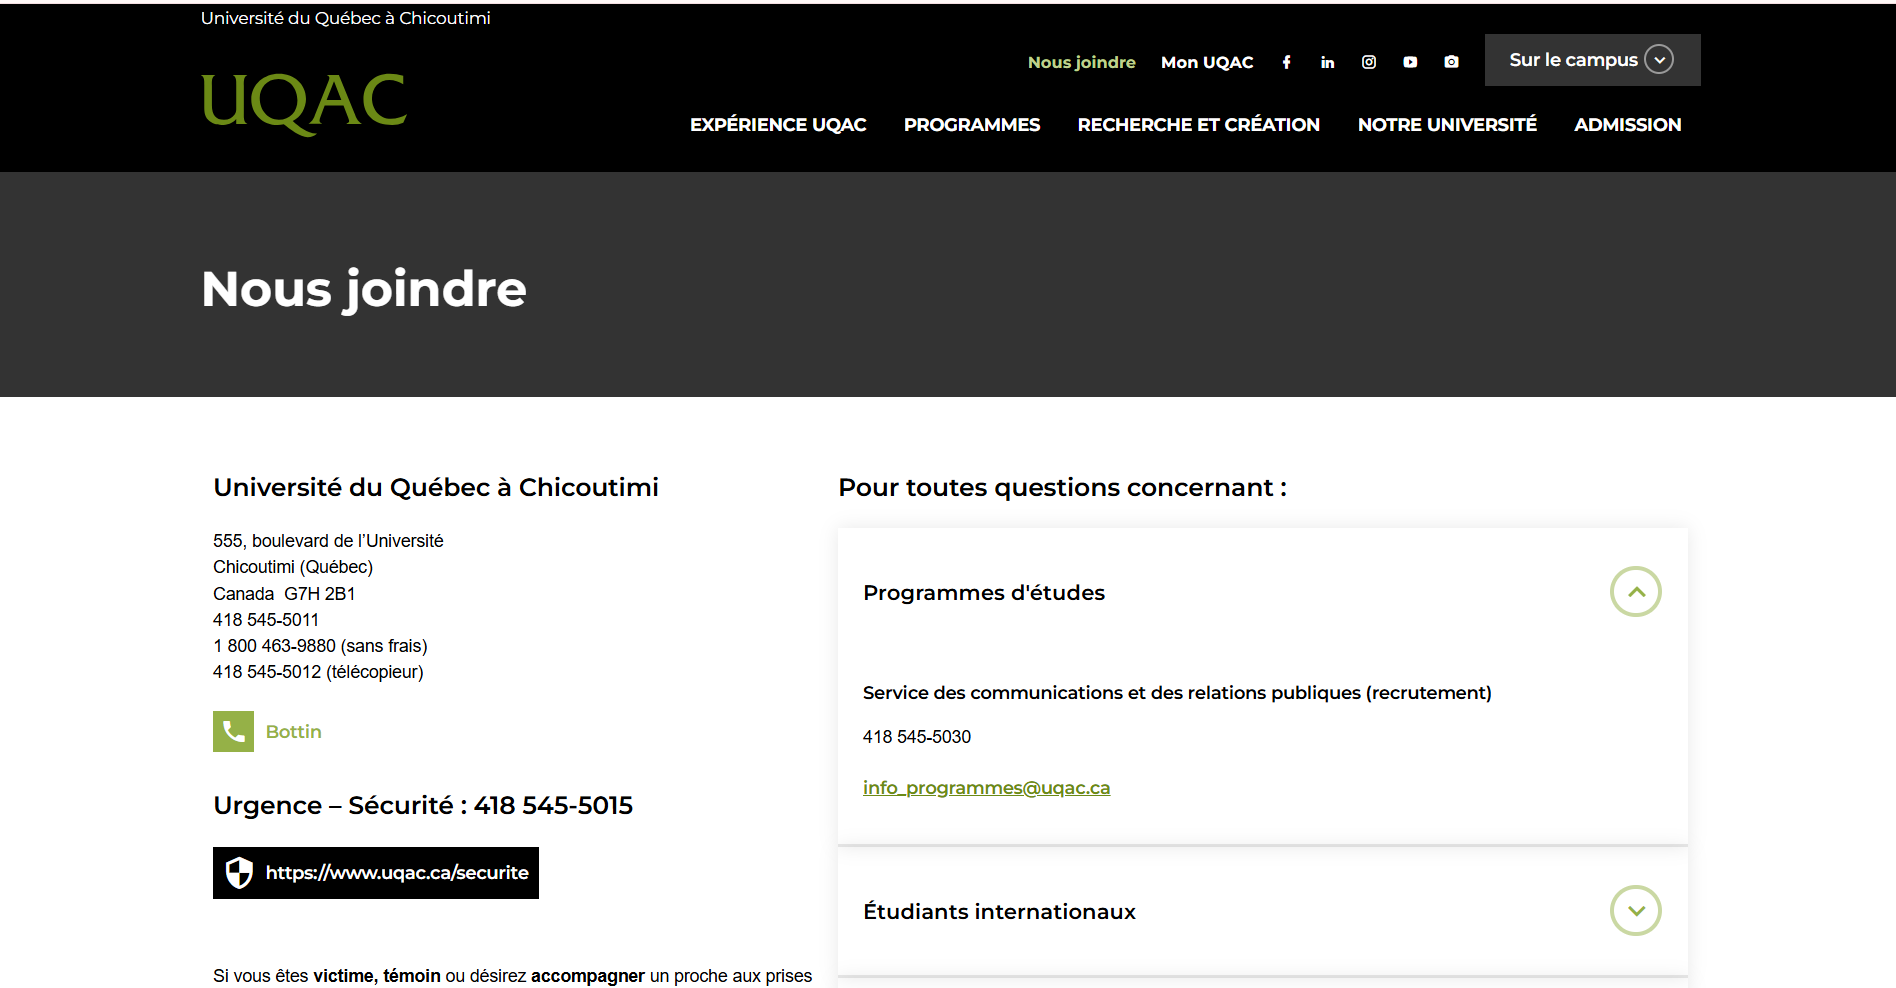 Université du Québec à Chicoutimi
UQAC
Nous joindre Mon UQAC Sur le campus
EXPÉRIENCE UQAC PROGRAMMES RECHERCHE ET CRÉATION NOTRE UNIVERSITÉ ADMISSION
Nous joindre
Université du Québec à Chicoutimi
555, boulevard de l’Université
Chicoutimi (Québec)
Canada  G7H 2B1
418 545-5011
1 800 463-9880 (sans frais)
418 545-5012 (télécopieur)
Bottin
Urgence – Sécurité : 418 545-5015
https://www.uqac.ca/securite
Si vous êtes victime, témoin ou désirez accompagner un proche aux prises
Pour toutes questions concernant :
Programmes d'études
Service des communications et des relations publiques (recrutement)
418 545-5030
info_programmes@uqac.ca
Étudiants internationaux